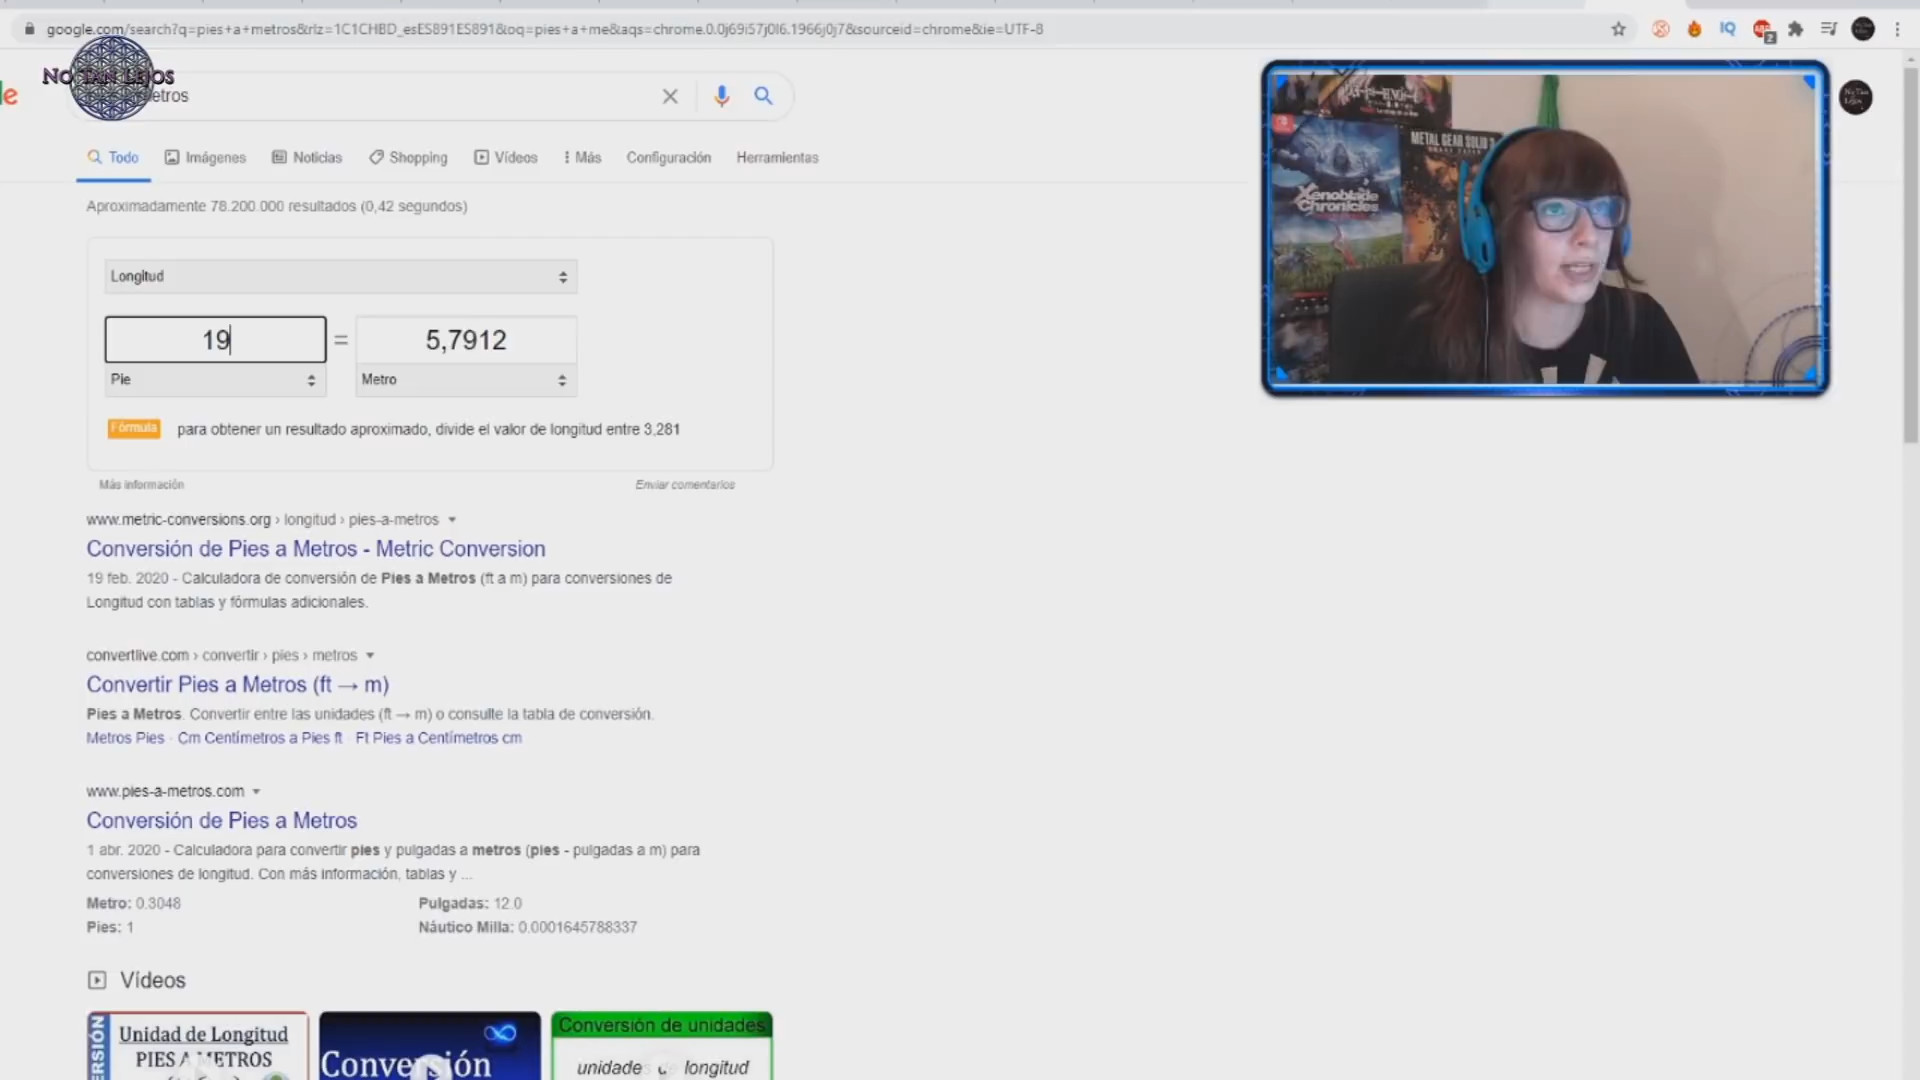 google.com/search?q=pies+a+metros&rlz=1C1CHBD_esES891ES891&oq=pies+a+me&aqs=chrome.0.0j69i57j0l6.1966j0j7&sourceid=chrome&ie=UTF-8
IQ
ABP
2
No Tan Lejos
le
etros
Todo
Imágenes
Noticias
Shopping
Vídeos
Más
Configuración
Herramientas
Aproximadamente 78.200.000 resultados (0,42 segundos)
Longitud
19 = 5,7912
Pie
Metro
Fórmula para obtener un resultado aproximado, divide el valor de longitud entre 3,281
Más información
Enviar comentarios
www.metric-conversions.org › longitud › pies-a-metros
Conversión de Pies a Metros - Metric Conversion
19 feb. 2020 - Calculadora de conversión de Pies a Metros (ft a m) para conversiones de
Longitud con tablas y fórmulas adicionales.
convertlive.com › convertir › pies › metros
Convertir Pies a Metros (ft → m)
Pies a Metros. Convertir entre las unidades (ft → m) o consulte la tabla de conversión.
Metros Pies · Cm Centímetros a Pies ft · Ft Pies a Centímetros cm
www.pies-a-metros.com
Conversión de Pies a Metros
1 abr. 2020 - Calculadora para convertir pies y pulgadas a metros (pies - pulgadas a m) para
conversiones de longitud. Con más información, tablas y ...
Metro: 0.3048
Pulgadas: 12.0
Pies: 1
Náutico Milla: 0.0001645788337
Vídeos
Unidad de Longitud
PIES A METROS
Conversión
Conversión de unidades
unidades de longitud
METAL GEAR SOLID 3
Xenoblade
Chronicles